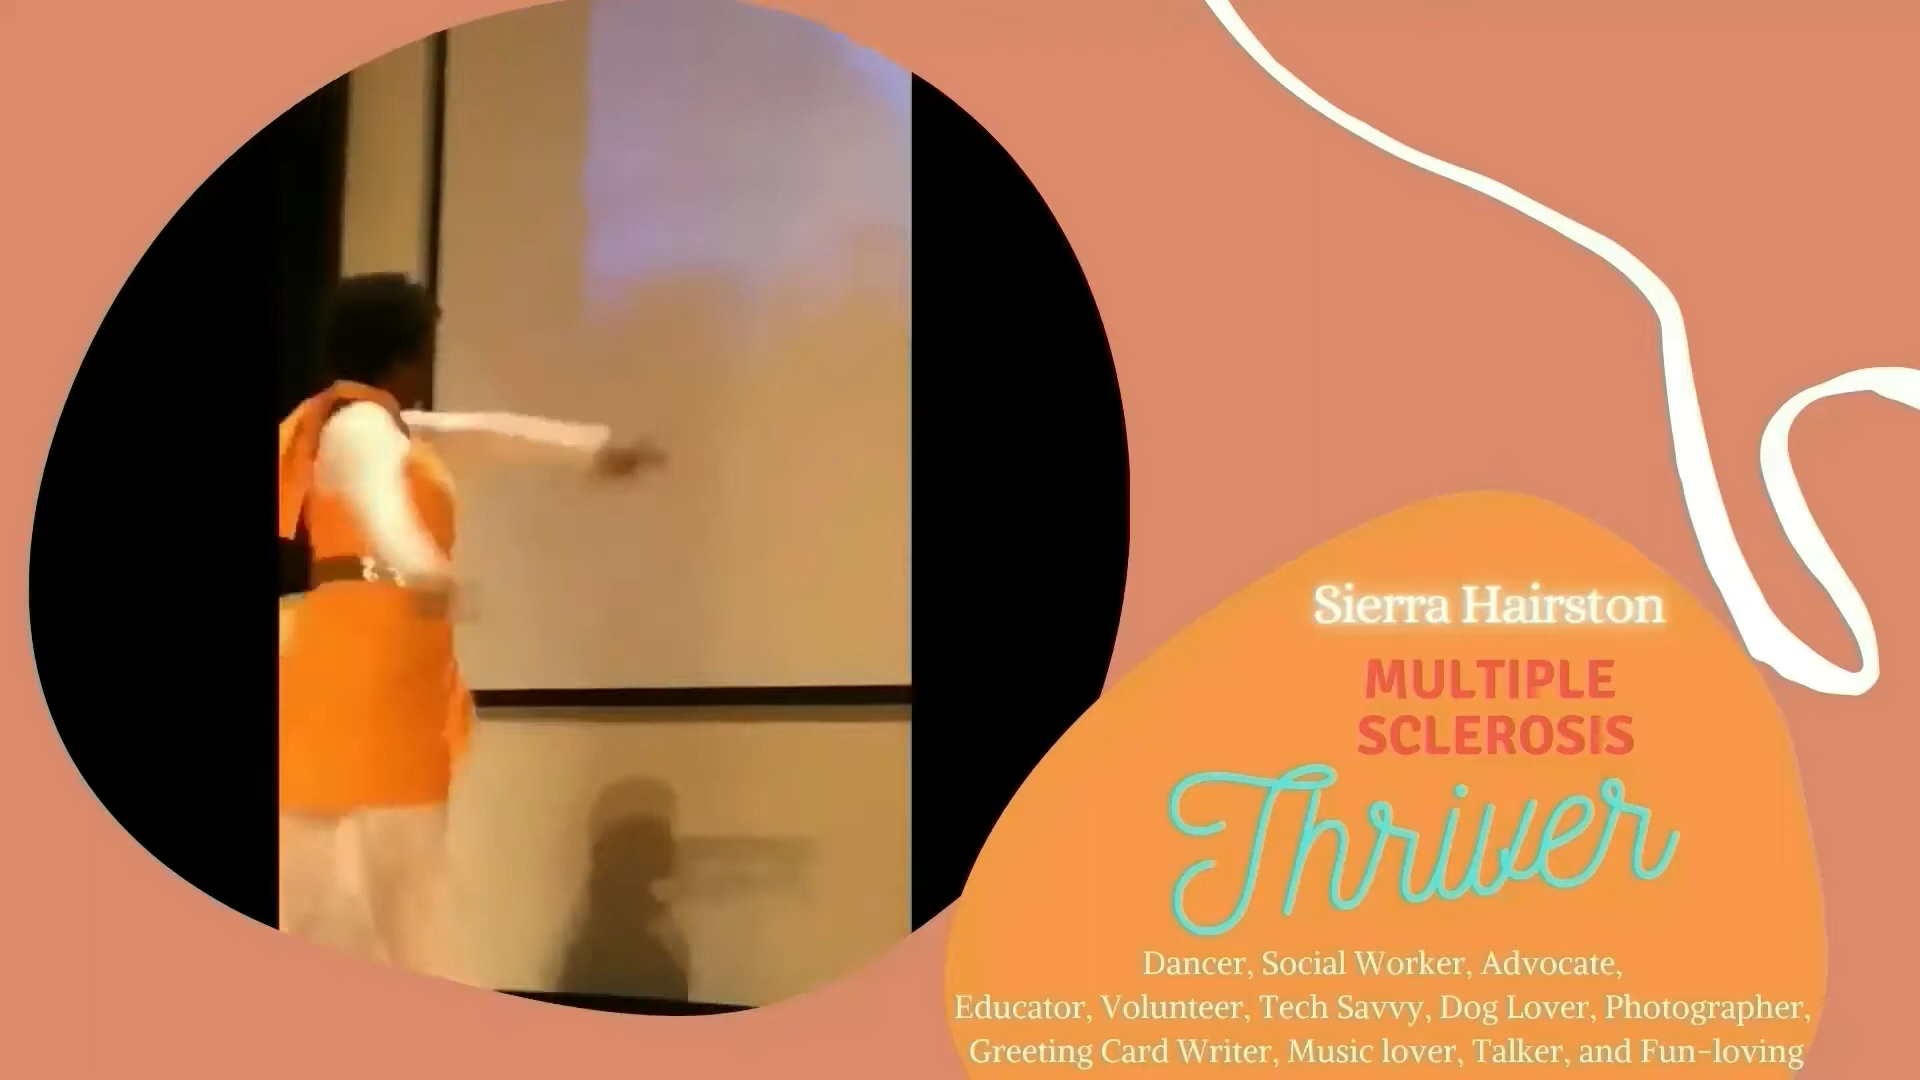 Sierra Hairston
MULTIPLE
SCLEROSIS
Thriver
Dancer, Social Worker, Advocate,
Educator, Volunteer, Tech Savvy, Dog Lover, Photographer,
Greeting Card Writer, Music lover, Talker, and Fun-loving